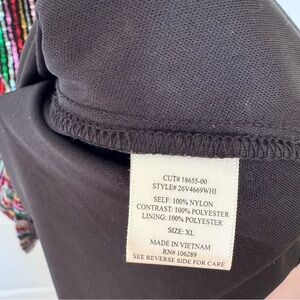 CUT# 18655-00
STYLE# 26V4669WHI
SELF: 100% NYLON
CONTRAST: 100% POLYESTER
LINING: 100% POLYESTER
SIZE: XL
MADE IN VIETNAM
RN# 106289
SEE REVERSE SIDE FOR CARE